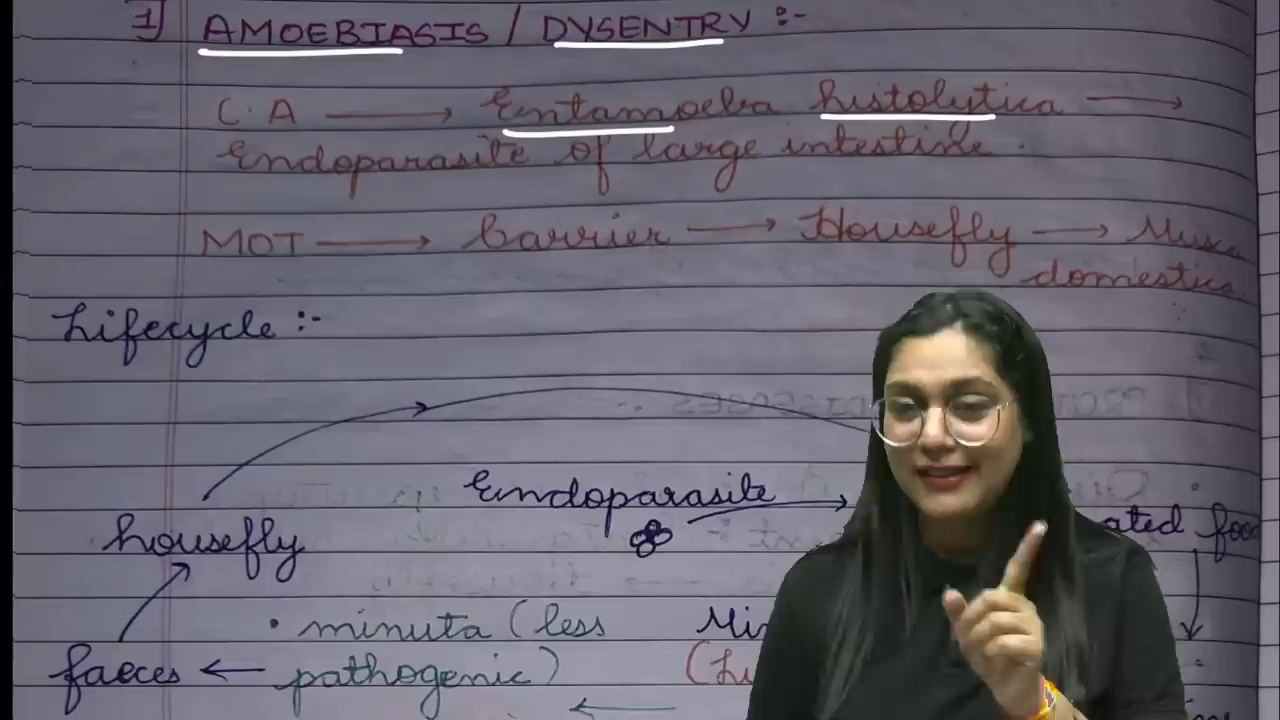 1] AMOEBIASIS / DYSENTRY :-
C.A → Entamoeba histolytica →
Endoparasite of large intestine.
MOT → Carrier → Housefly → Musca
domestica
Lifecycle :-
Endoparasite →
ated food
housefly
• minuta (less
faeces ← pathogenic)
←